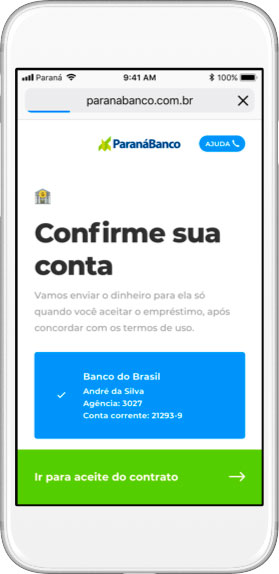 Paraná 9:41 AM 100%
paranabanco.com.br
ParanáBanco AJUDA
Confirme sua
conta
Vamos enviar o dinheiro para ela só
quando você aceitar o empréstimo, após
concordar com os termos de uso.
Banco do Brasil
André da Silva
Agência: 3027
Conta corrente: 21293-9
Ir para aceite do contrato